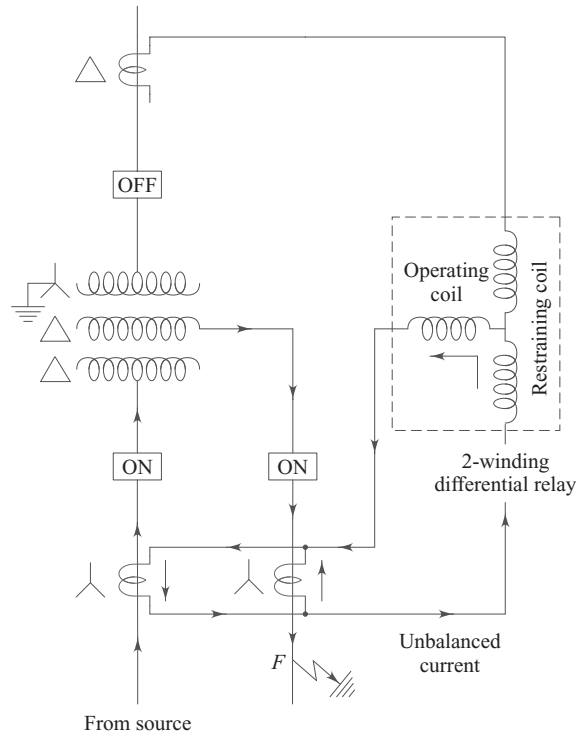 OFF
Operating
coil
Restraining coil
ON
ON
2-winding
differential relay
Unbalanced
current
F
From source